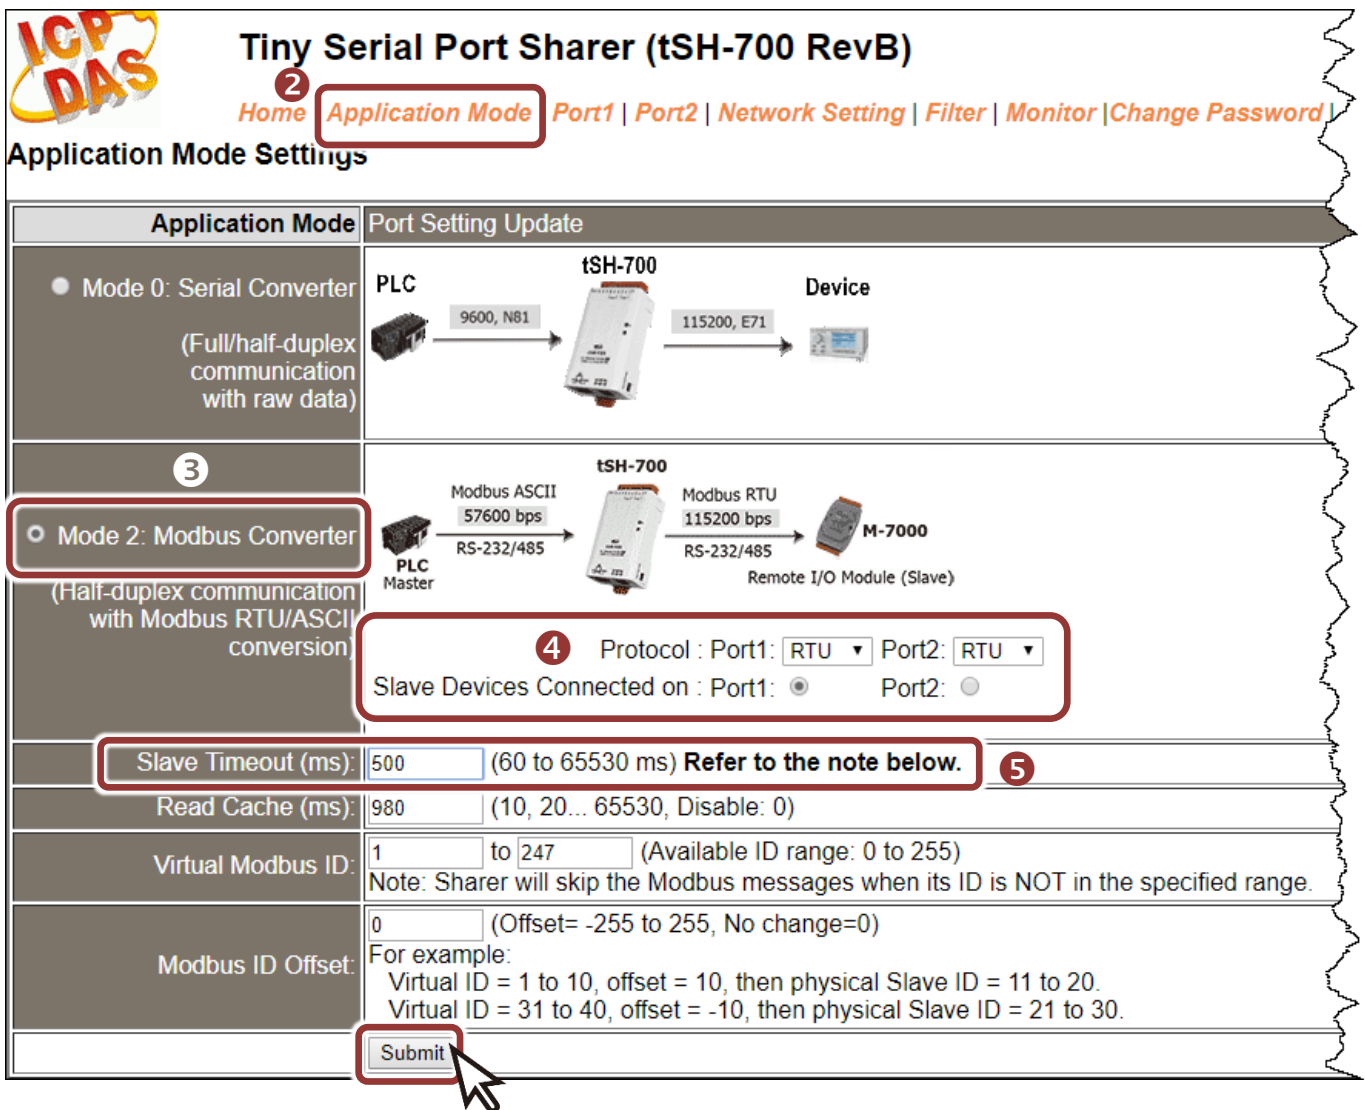 ICP
DAS
Tiny Serial Port Sharer (tSH-700 RevB)
2
Home Application Mode Port1 | Port2 | Network Setting | Filter | Monitor |Change Password |
Application Mode Settings
Application Mode Port Setting Update
Mode 0: Serial Converter
(Full/half-duplex
communication
with raw data)
PLC tSH-700 Device
9600, N81 115200, E71
3
Mode 2: Modbus Converter
(Half-duplex communication
with Modbus RTU/ASCII
conversion)
tSH-700
Modbus ASCII Modbus RTU
57600 bps 115200 bps
RS-232/485 RS-232/485
M-7000
PLC
Master
Remote I/O Module (Slave)
4 Protocol : Port1: RTU Port2: RTU
Slave Devices Connected on : Port1: Port2:
Slave Timeout (ms): 500 (60 to 65530 ms) Refer to the note below. 5
Read Cache (ms): 980 (10, 20... 65530, Disable: 0)
Virtual Modbus ID: 1 to 247 (Available ID range: 0 to 255)
Note: Sharer will skip the Modbus messages when its ID is NOT in the specified range.
Modbus ID Offset: 0 (Offset= -255 to 255, No change=0)
For example:
Virtual ID = 1 to 10, offset = 10, then physical Slave ID = 11 to 20.
Virtual ID = 31 to 40, offset = -10, then physical Slave ID = 21 to 30.
Submit